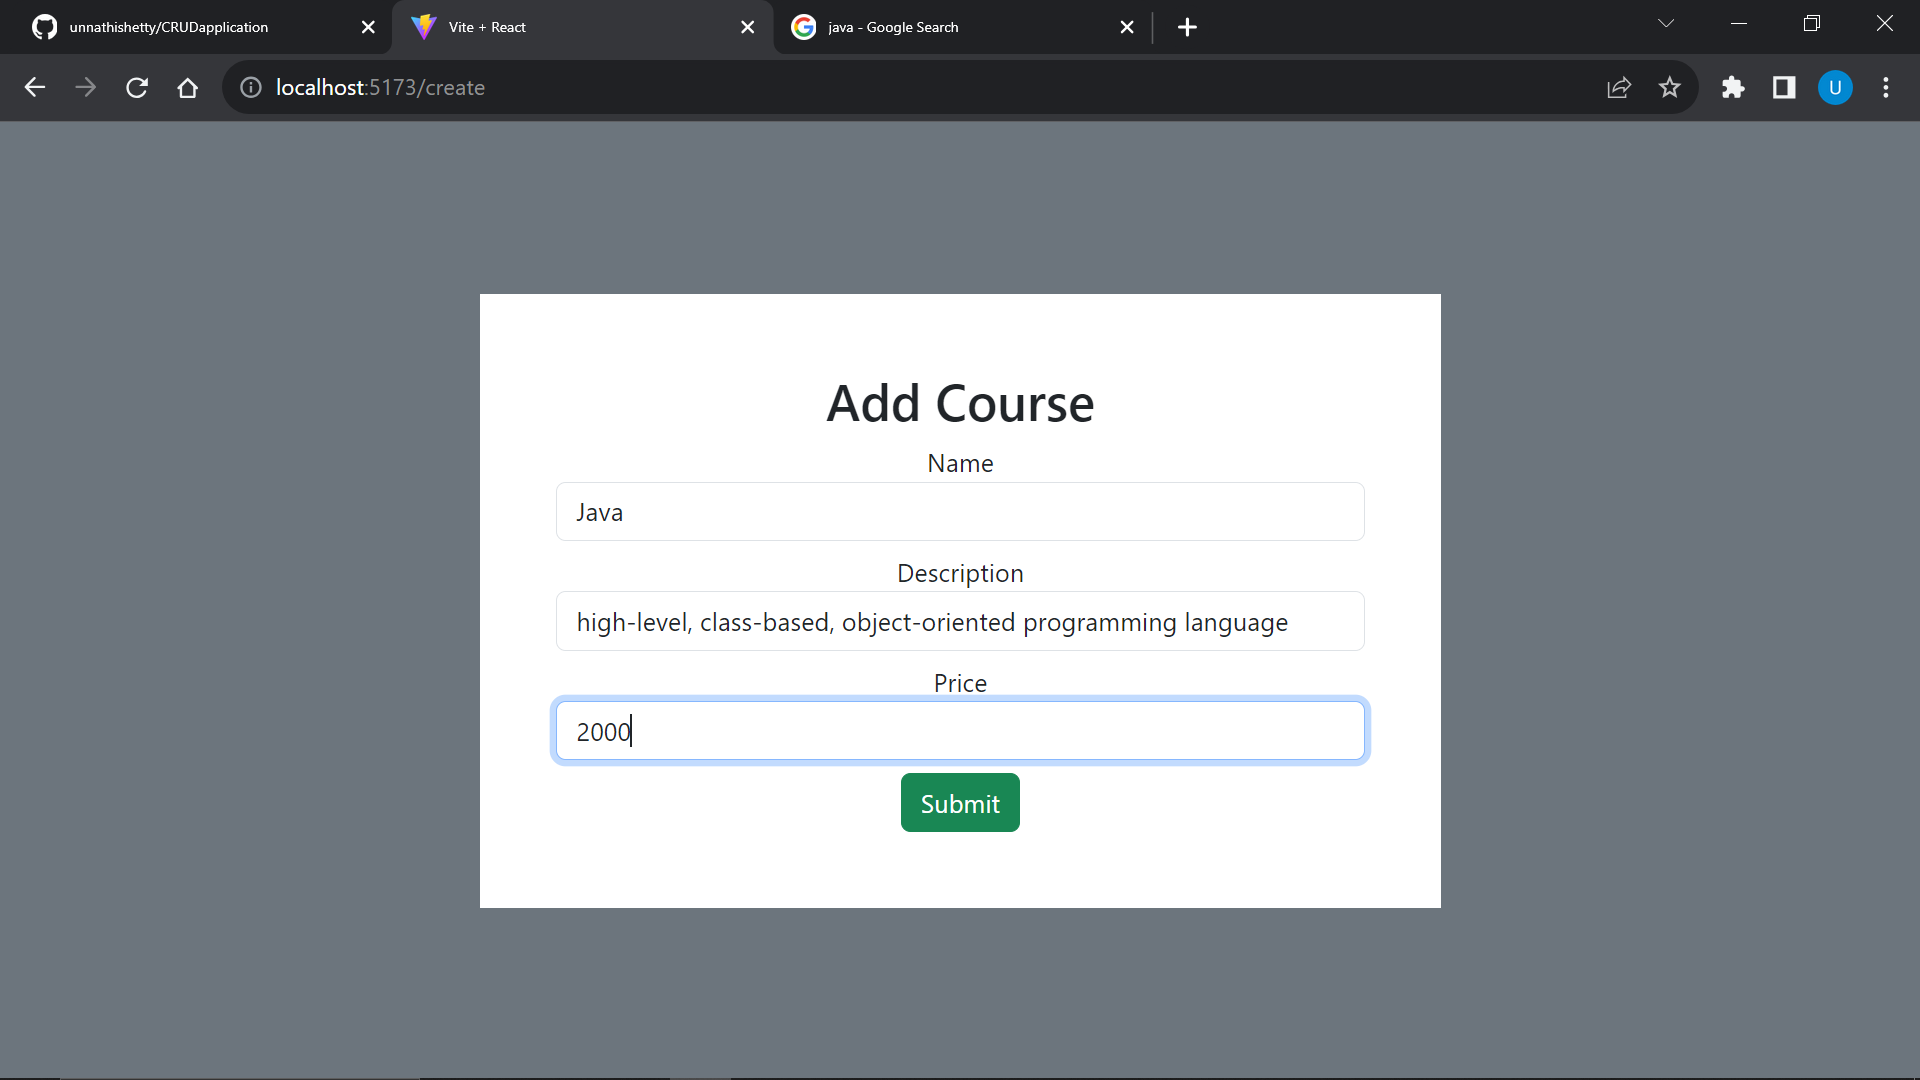 unnathishetty/CRUDapplication
Vite + React
java - Google Search
localhost:5173/create
U
Add Course
Name
Java
Description
high-level, class-based, object-oriented programming language
Price
2000
Submit